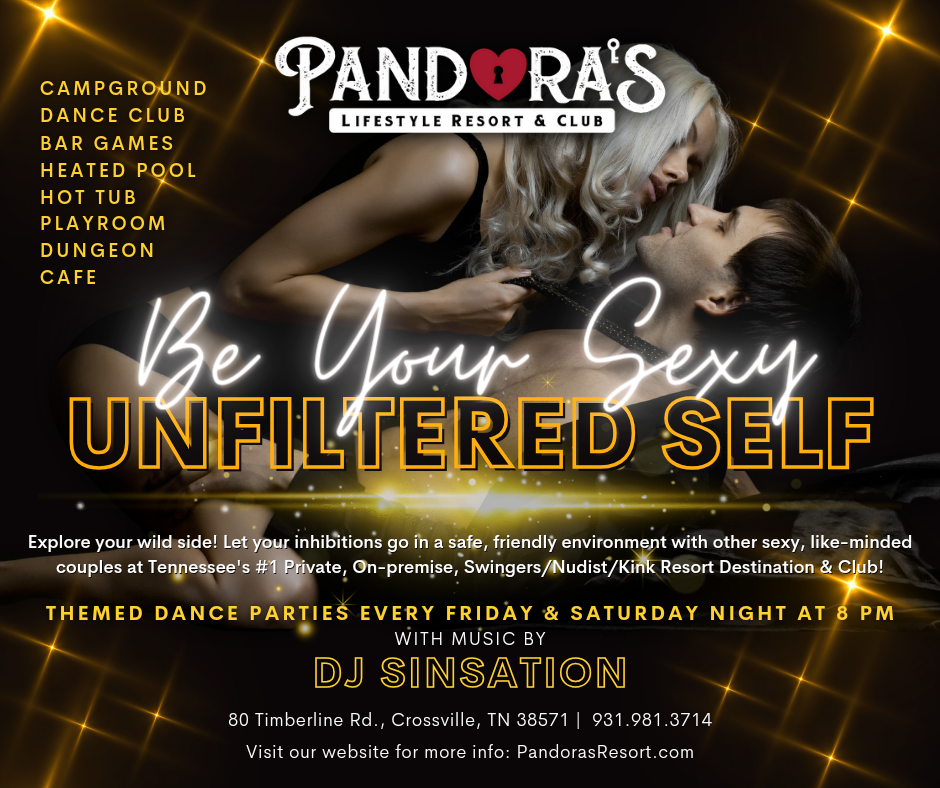 PANDORA'S
LIFESTYLE RESORT & CLUB
CAMPGROUND
DANCE CLUB
BAR GAMES
HEATED POOL
HOT TUB
PLAYROOM
DUNGEON
CAFE
Be Your Sexy
UNFILTERED SELF
Explore your wild side! Let your inhibitions go in a safe, friendly environment with other sexy, like-minded
couples at Tennessee's #1 Private, On-premise, Swingers/Nudist/Kink Resort Destination & Club!
THEMED DANCE PARTIES EVERY FRIDAY & SATURDAY NIGHT AT 8 PM
WITH MUSIC BY
DJ SINSATION
80 Timberline Rd., Crossville, TN 38571 | 931.981.3714
Visit our website for more info: PandorasResort.com